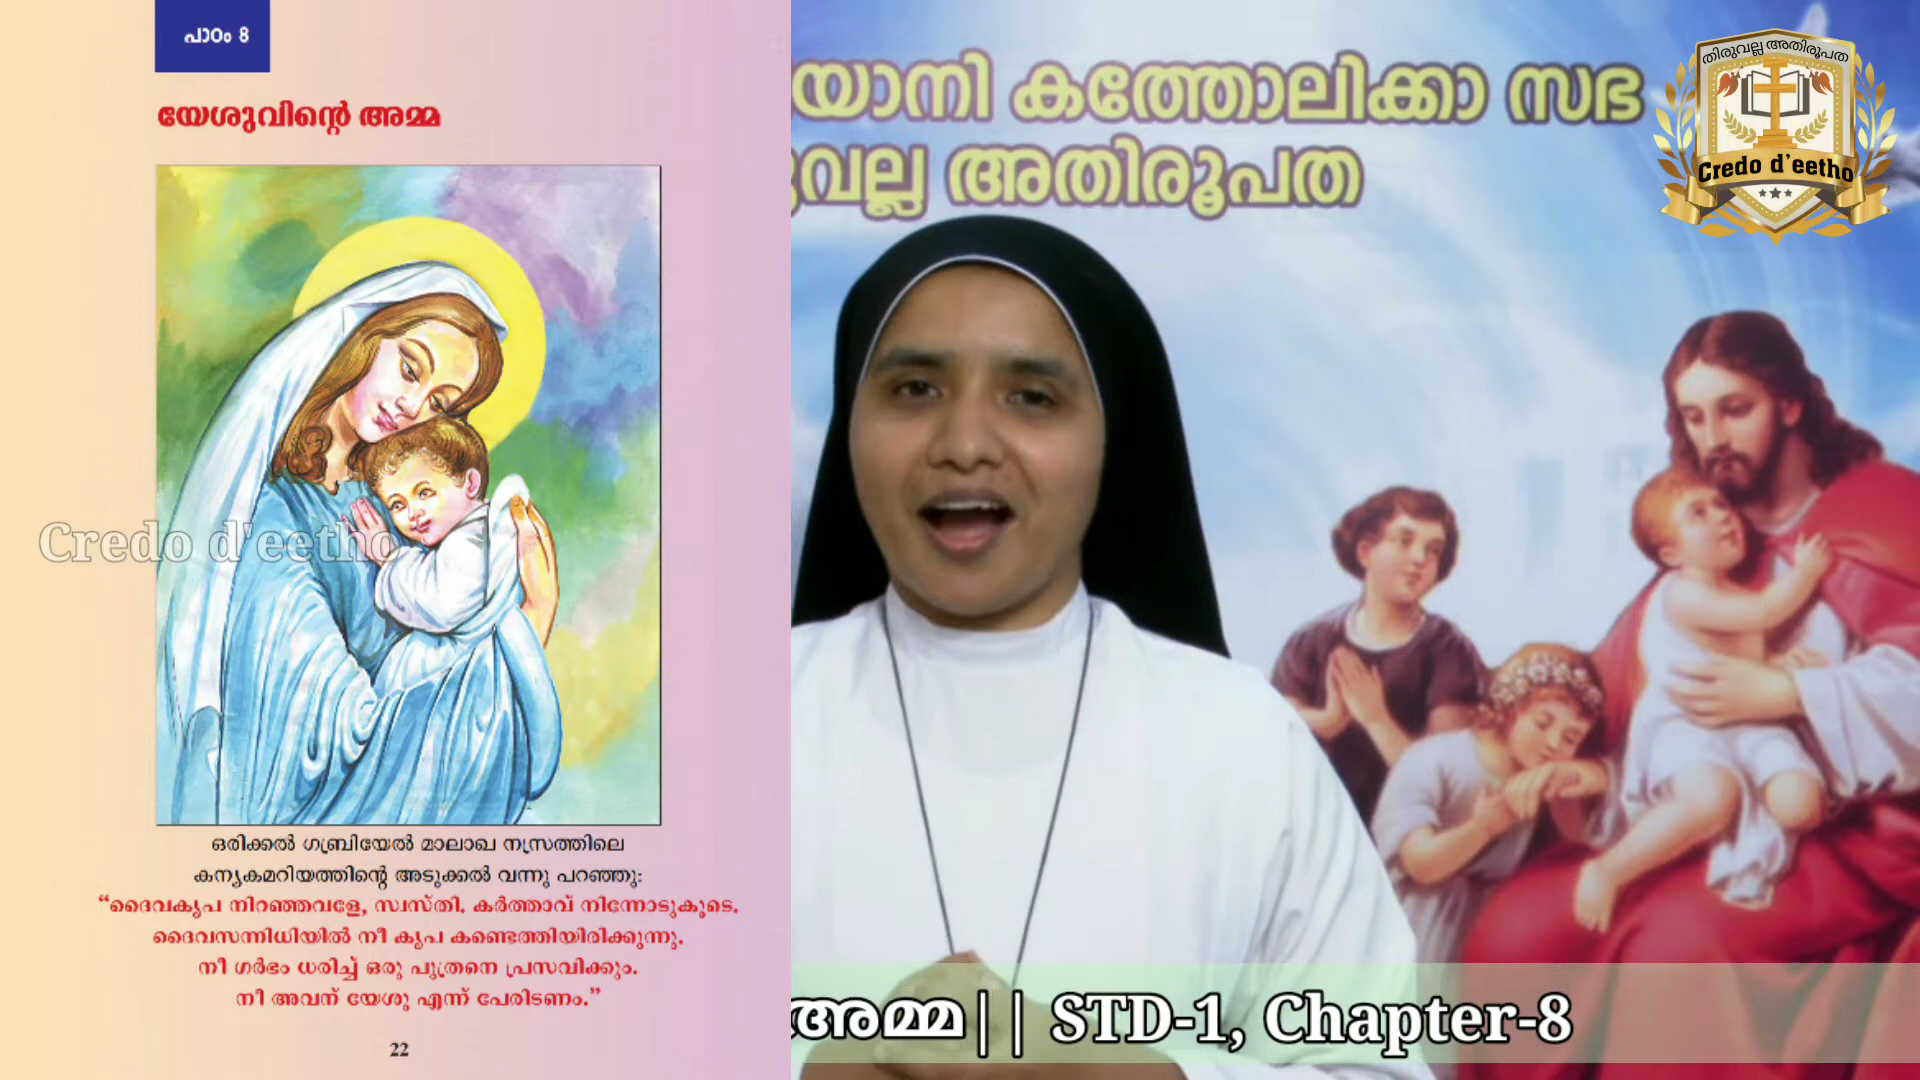 പാഠം 8
യേശുവിന്റെ അമ്മ
Credo d'eetho
ഒരിക്കൽ ഗബ്രിയേൽ മാലാഖ നസ്രത്തിലെ
കന്യകമറിയത്തിന്റെ അടുക്കൽ വന്നു പറഞ്ഞു:
“ദൈവകൃപ നിറഞ്ഞവളേ, സ്വസ്തി. കർത്താവ് നിന്നോടുകൂടെ.
ദൈവസന്നിധിയിൽ നീ കൃപ കണ്ടെത്തിയിരിക്കുന്നു.
നീ ഗർഭം ധരിച്ച് ഒരു പുത്രനെ പ്രസവിക്കും.
നീ അവന് യേശു എന്ന് പേരിടണം.”
22
യാനി കത്തോലിക്കാ സഭ
വല്ല അതിരൂപത
തിരുവല്ല അതിരൂപത
Credo d'eetho
അമ്മ|| STD-1, Chapter-8